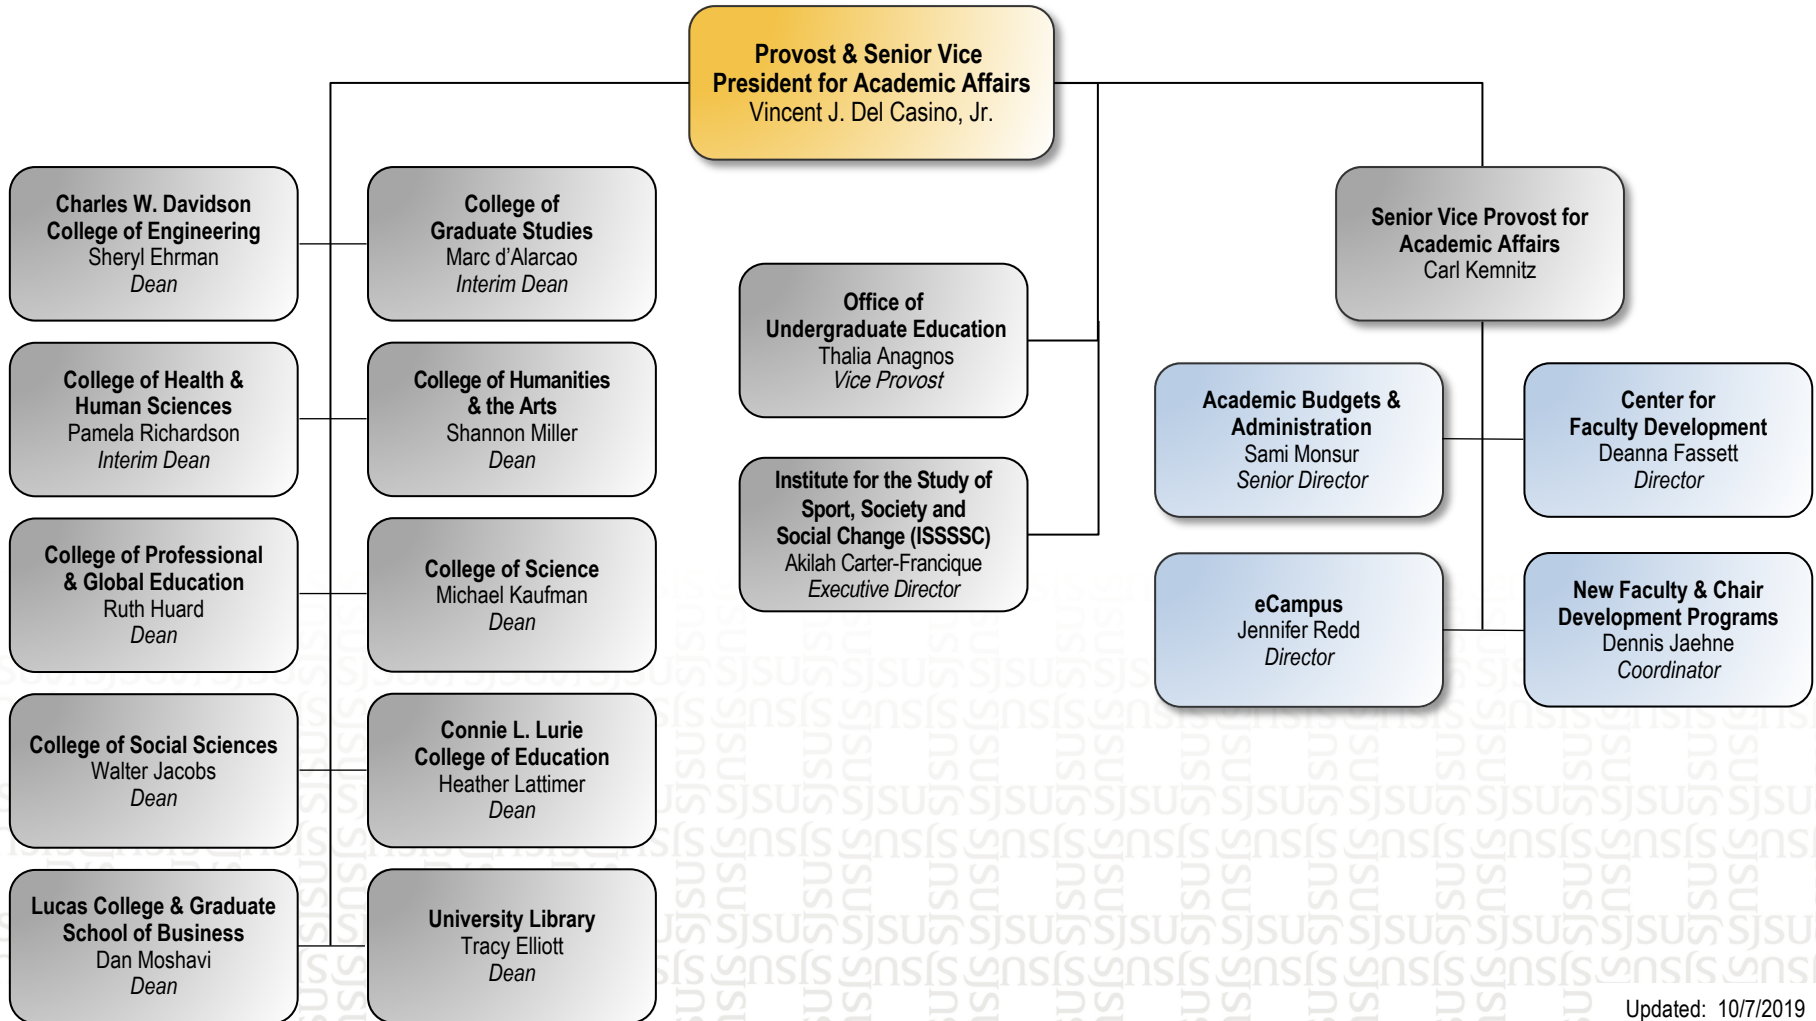 Provost & Senior Vice
President for Academic Affairs
Vincent J. Del Casino, Jr.
Charles W. Davidson
College of Engineering
Sheryl Ehrman
Dean
College of
Graduate Studies
Marc d’Alarcao
Interim Dean
College of Health &
Human Sciences
Pamela Richardson
Interim Dean
College of Humanities
& the Arts
Shannon Miller
Dean
College of Professional
& Global Education
Ruth Huard
Dean
College of Science
Michael Kaufman
Dean
College of Social Sciences
Walter Jacobs
Dean
Connie L. Lurie
College of Education
Heather Lattimer
Dean
Lucas College & Graduate
School of Business
Dan Moshavi
Dean
University Library
Tracy Elliott
Dean
Office of
Undergraduate Education
Thalia Anagnos
Vice Provost
Institute for the Study of
Sport, Society and
Social Change (ISSSSC)
Akilah Carter-Francique
Executive Director
Senior Vice Provost for
Academic Affairs
Carl Kemnitz
Academic Budgets &
Administration
Sami Monsur
Senior Director
Center for
Faculty Development
Deanna Fassett
Director
eCampus
Jennifer Redd
Director
New Faculty & Chair
Development Programs
Dennis Jaehne
Coordinator
Updated: 10/7/2019